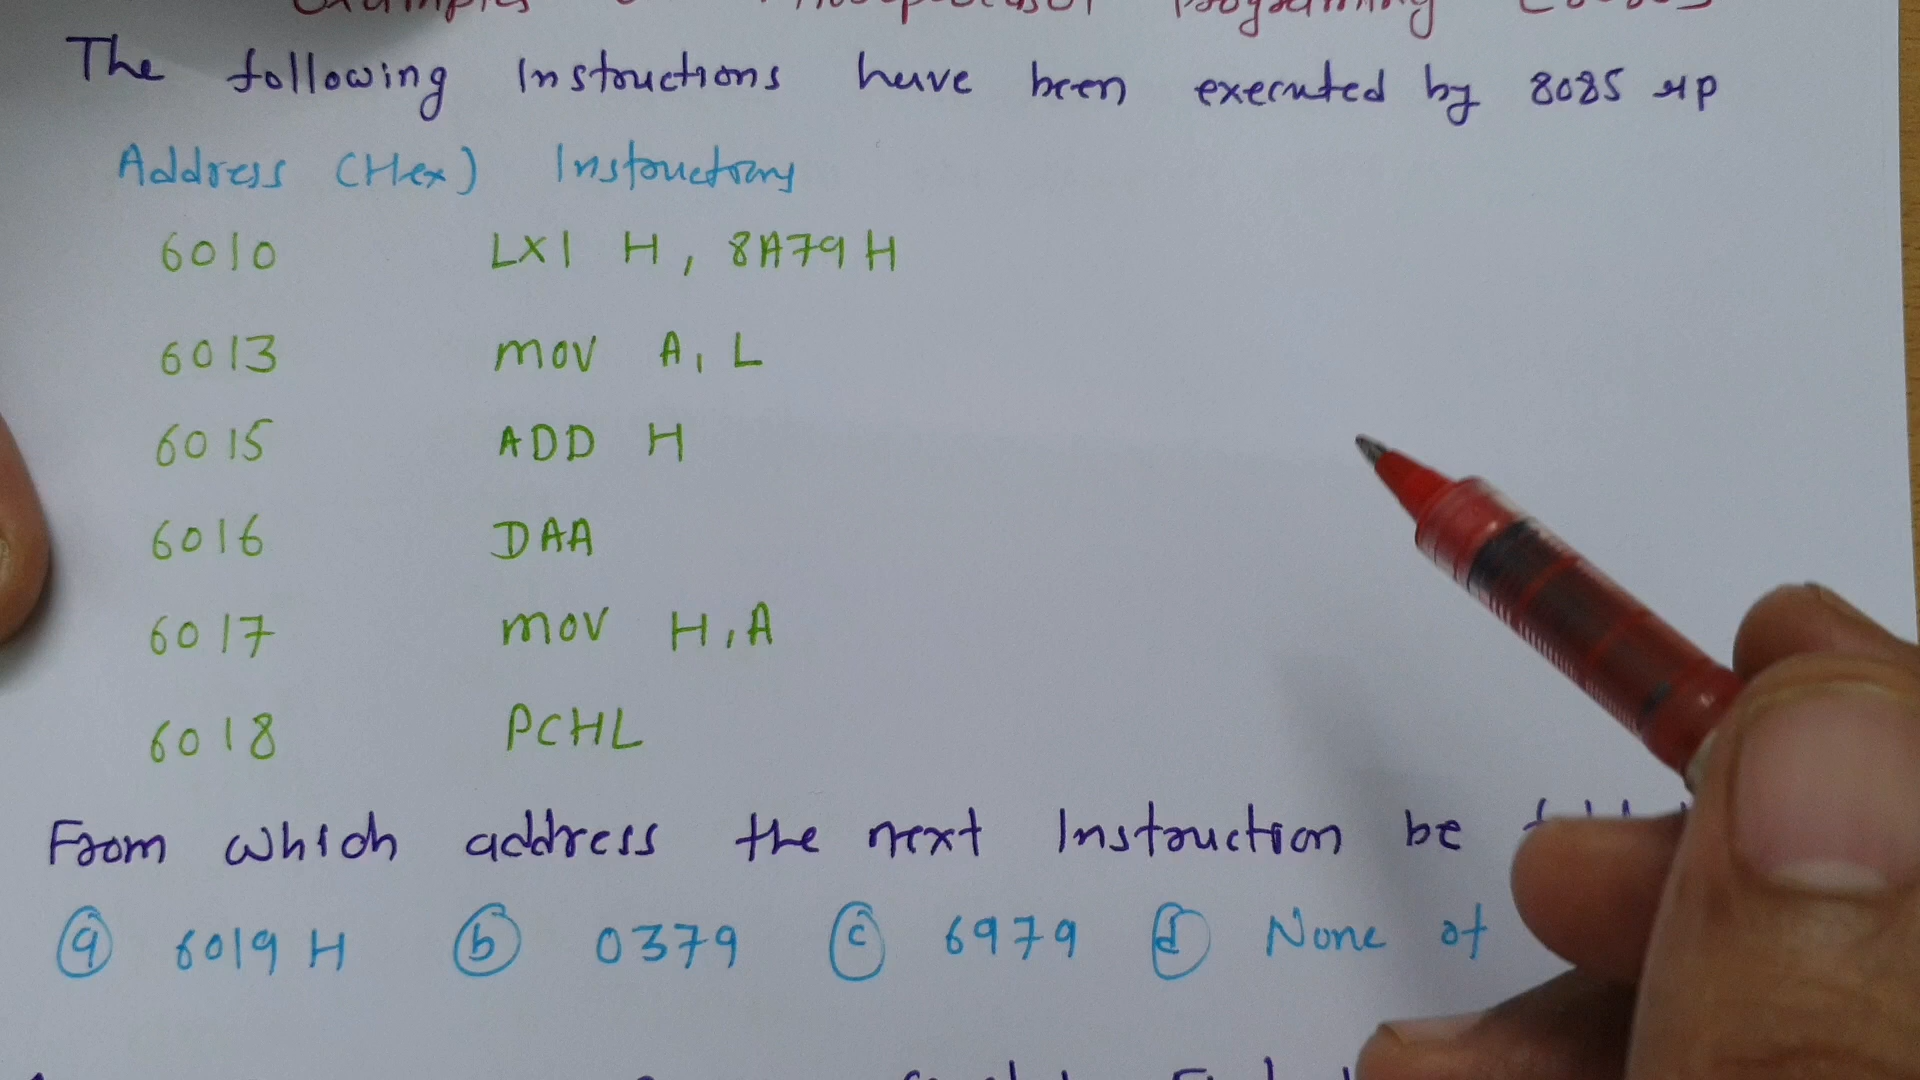 The following Instructions have been executed by 8085 μp
Address (Hex) Instructions
6010 LXI H, 8A79 H
6013 mov A, L
6015 ADD H
6016 DAA
6017 mov H, A
6018 PCHL
From which address the next Instruction be
(a) 6019 H (b) 0379 (c) 6979 (d) None of